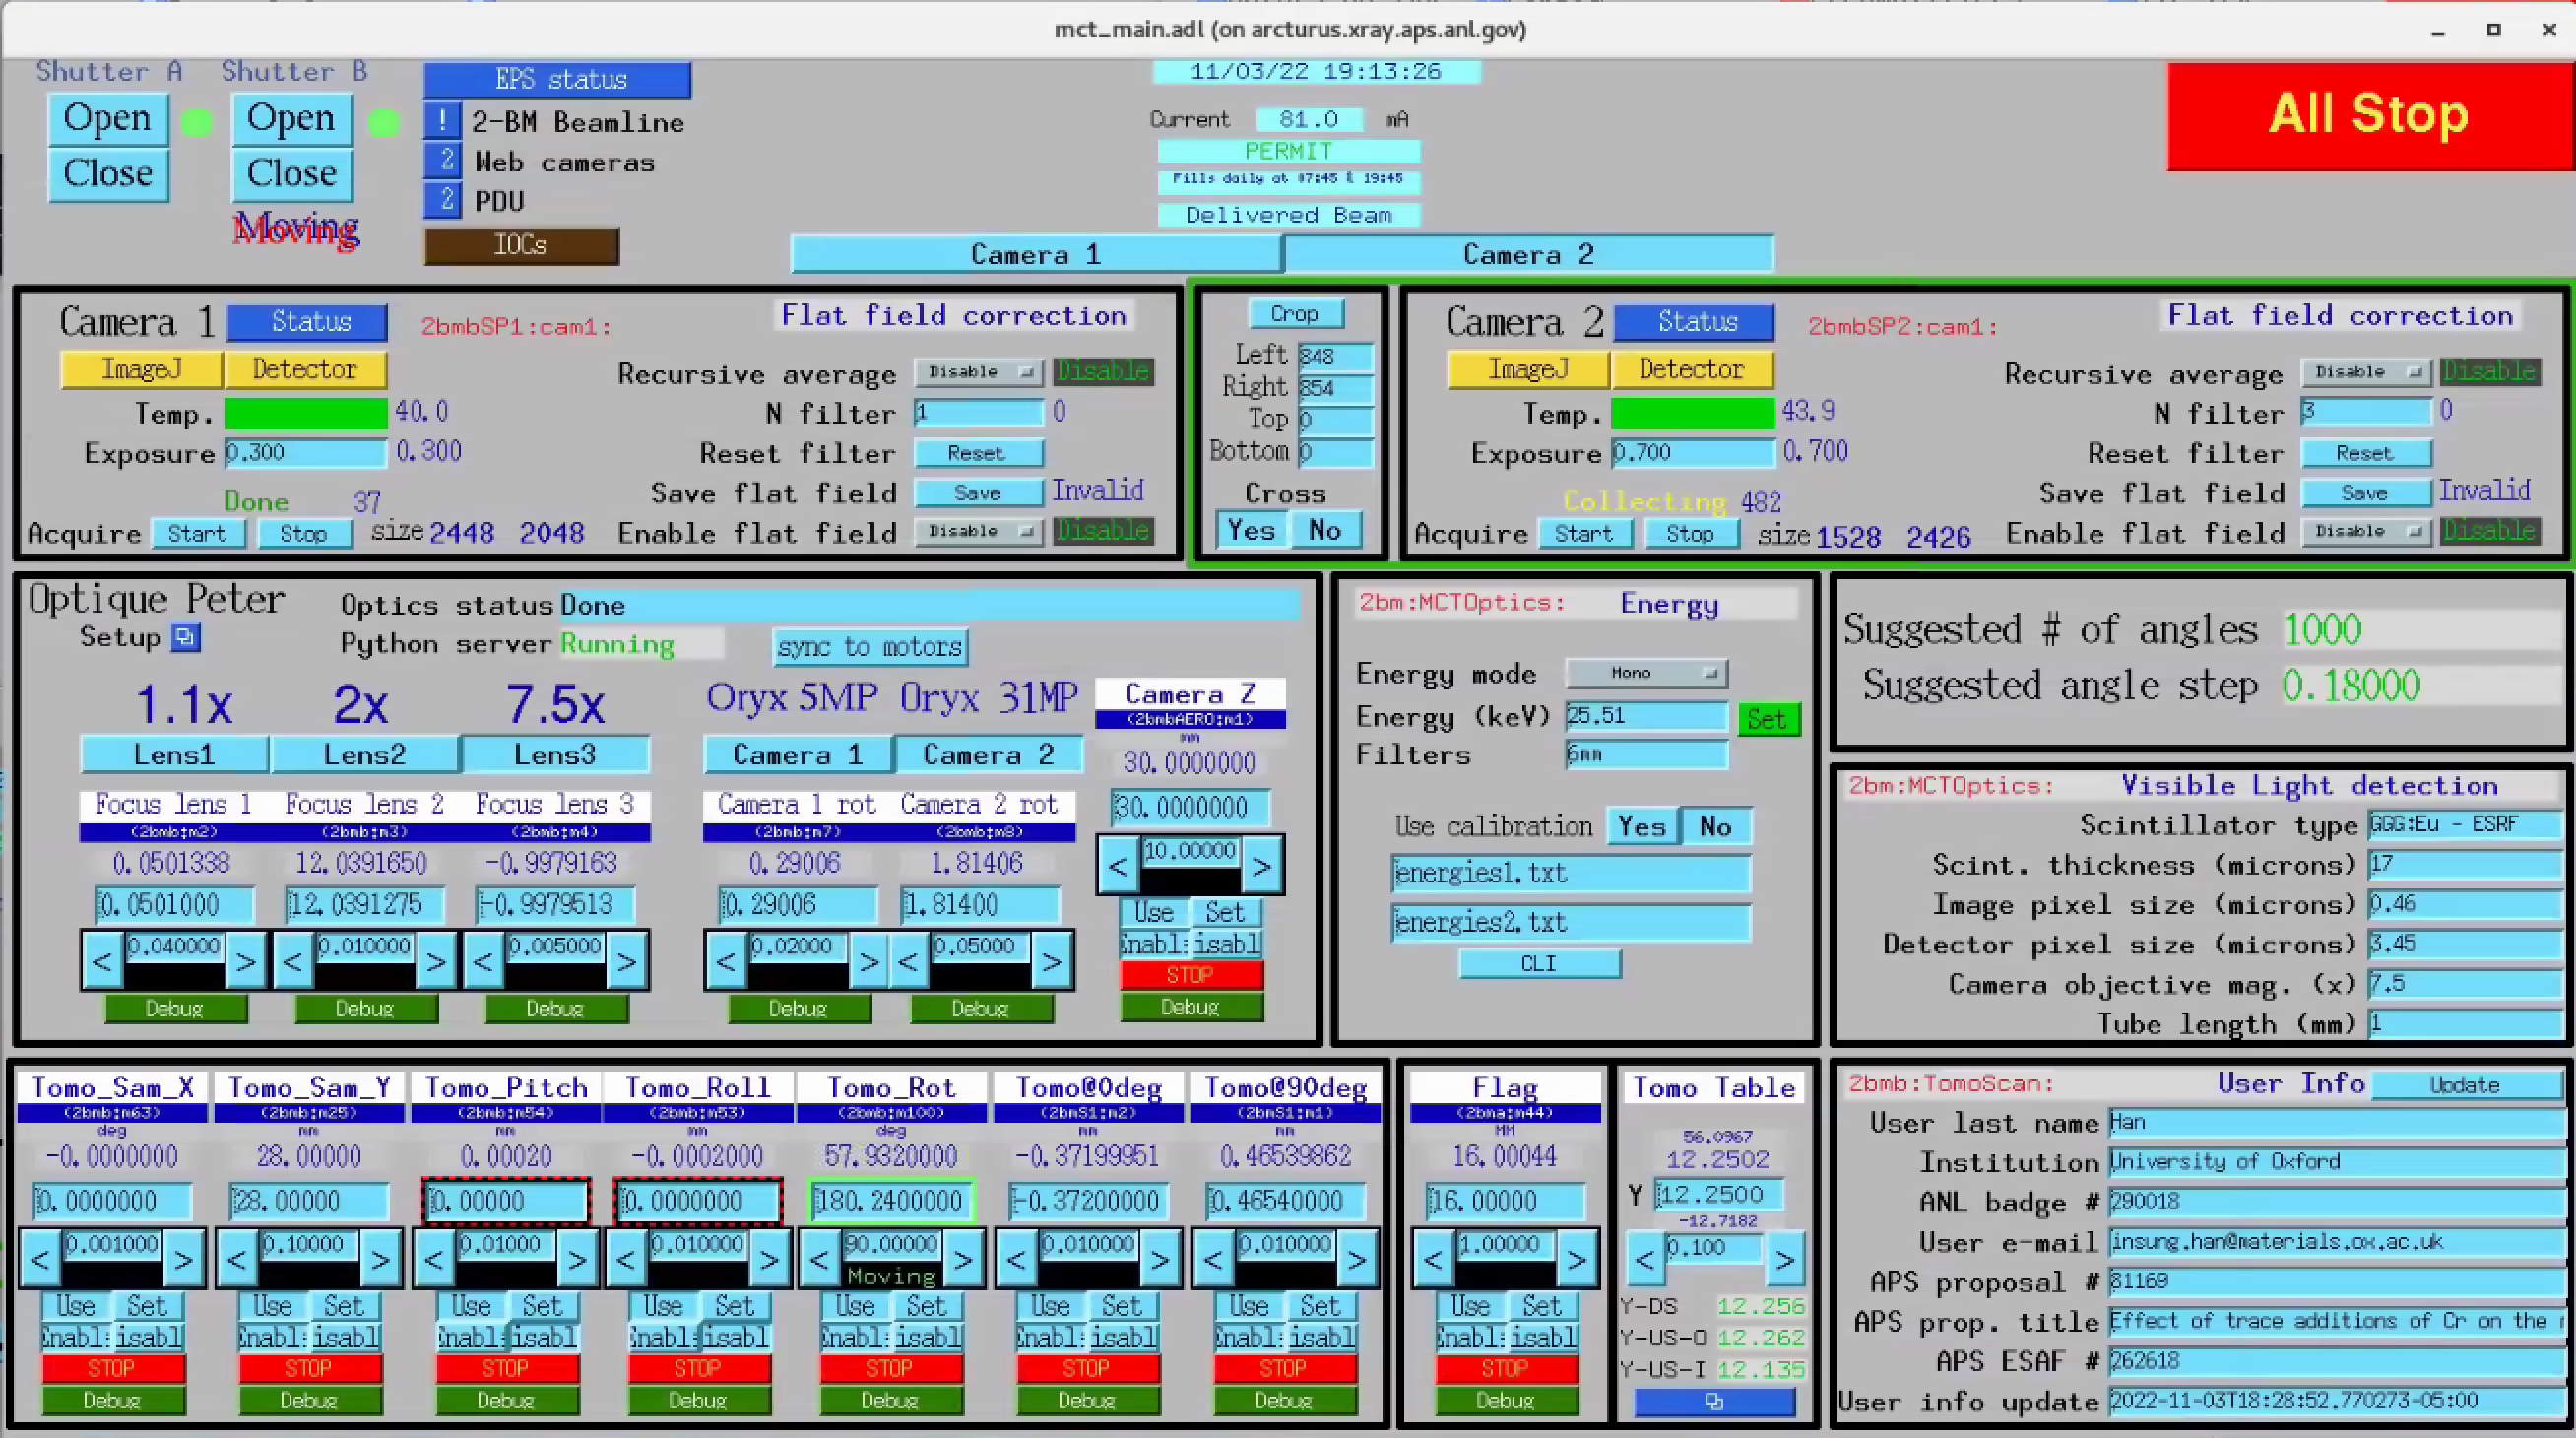 mct_main.adl (on arcturus.xray.aps.anl.gov)
Shutter A Shutter B
Open Open
Close Close
Moving
EPS status
! 2-BM Beamline
2 Web cameras
2 PDU
IOCs
11/03/22 19:13:26
Current 81.0 mA
PERMIT
Fills daily at 07:45 & 19:45
Delivered Beam
Camera 1 Camera 2
All Stop
Camera 1 Status 2bmbSP1:cam1: Flat field correction
ImageJ Detector
Recursive average Disable Disable
Temp. 40.0
N filter 1 0
Exposure 0.300 0.300
Reset filter Reset
Save flat field Save Invalid
Done 37
Acquire Start Stop size 2448 2048
Enable flat field Disable Disable
Crop
Left 848
Right 854
Top 0
Bottom 0
Cross
Yes No
Camera 2 Status 2bmbSP2:cam1: Flat field correction
ImageJ Detector
Recursive average Disable Disable
Temp. 43.9
N filter 3 0
Exposure 0.700 0.700
Reset filter Reset
Save flat field Save Invalid
Collecting 482
Acquire Start Stop size 1528 2426
Enable flat field Disable Disable
Optique Peter
Setup
Optics status Done
Python server Running sync to motors
1.1x 2x 7.5x Oryx 5MP Oryx 31MP
Lens1 Lens2 Lens3 Camera 1 Camera 2
Focus lens 1 Focus lens 2 Focus lens 3 Camera 1 rot Camera 2 rot
(2bmb:m2) (2bmb:m3) (2bmb:m4) (2bmb:m7) (2bmb:m8)
0.0501338 12.0391650 -0.9979163 0.29006 1.81406
0.0501000 12.0391275 -0.9979513 0.29006 1.81400
< 0.040000 > < 0.010000 > < 0.005000 > < 0.02000 > < 0.05000 >
Debug Debug Debug Debug Debug
Camera Z
(2bmbAERO:m1)
mm
30.0000000
30.0000000
< 10.00000 >
Use Set
Enabl isabl
STOP
Debug
2bm:MCTOptics: Energy
Energy mode Mono
Energy (keV) 25.51 Set
Filters 6mm
Use calibration Yes No
energies1.txt
energies2.txt
CLI
Suggested # of angles 1000
Suggested angle step 0.18000
2bm:MCTOptics: Visible Light detection
Scintillator type GGG:Eu - ESRF
Scint. thickness (microns) 17
Image pixel size (microns) 0.46
Detector pixel size (microns) 3.45
Camera objective mag. (x) 7.5
Tube length (mm) 1
Tomo_Sam_X Tomo_Sam_Y Tomo_Pitch Tomo_Roll Tomo_Rot Tomo@0deg Tomo@90deg
(2bmb:m63) (2bmb:m25) (2bmb:m54) (2bmb:m53) (2bmb:m100) (2bmS1:m2) (2bmS1:m1)
deg mm mm mm deg mm mm
-0.0000000 28.00000 0.00020 -0.0002000 57.9320000 -0.37199951 0.46539862
0.0000000 28.00000 0.00000 0.0000000 180.2400000 -0.37200000 0.46540000
< 0.001000 > < 0.10000 > < 0.01000 > < 0.010000 > < 90.00000 > < 0.010000 > < 0.010000 >
Moving
Use Set Use Set Use Set Use Set Use Set Use Set Use Set
Enabl isabl Enabl isabl Enabl isabl Enabl isabl Enabl isabl Enabl isabl Enabl isabl
STOP STOP STOP STOP STOP STOP STOP
Debug Debug Debug Debug Debug Debug Debug
Flag
(2bma:m44)
MM
16.00044
16.00000
< 1.00000 >
Use Set
Enabl isabl
STOP
Debug
Tomo Table
56.0967
12.2502
Y 12.2500
-12.7182
< 0.100 >
Y-DS 12.256
Y-US-O 12.262
Y-US-I 12.135
2bmb:TomoScan: User Info Update
User last name Han
Institution University of Oxford
ANL badge # 290018
User e-mail insung.han@materials.ox.ac.uk
APS proposal # 81169
APS prop. title Effect of trace additions of Cr on the
APS ESAF # 262618
User info update 2022-11-03T18:28:52.770273-05:00